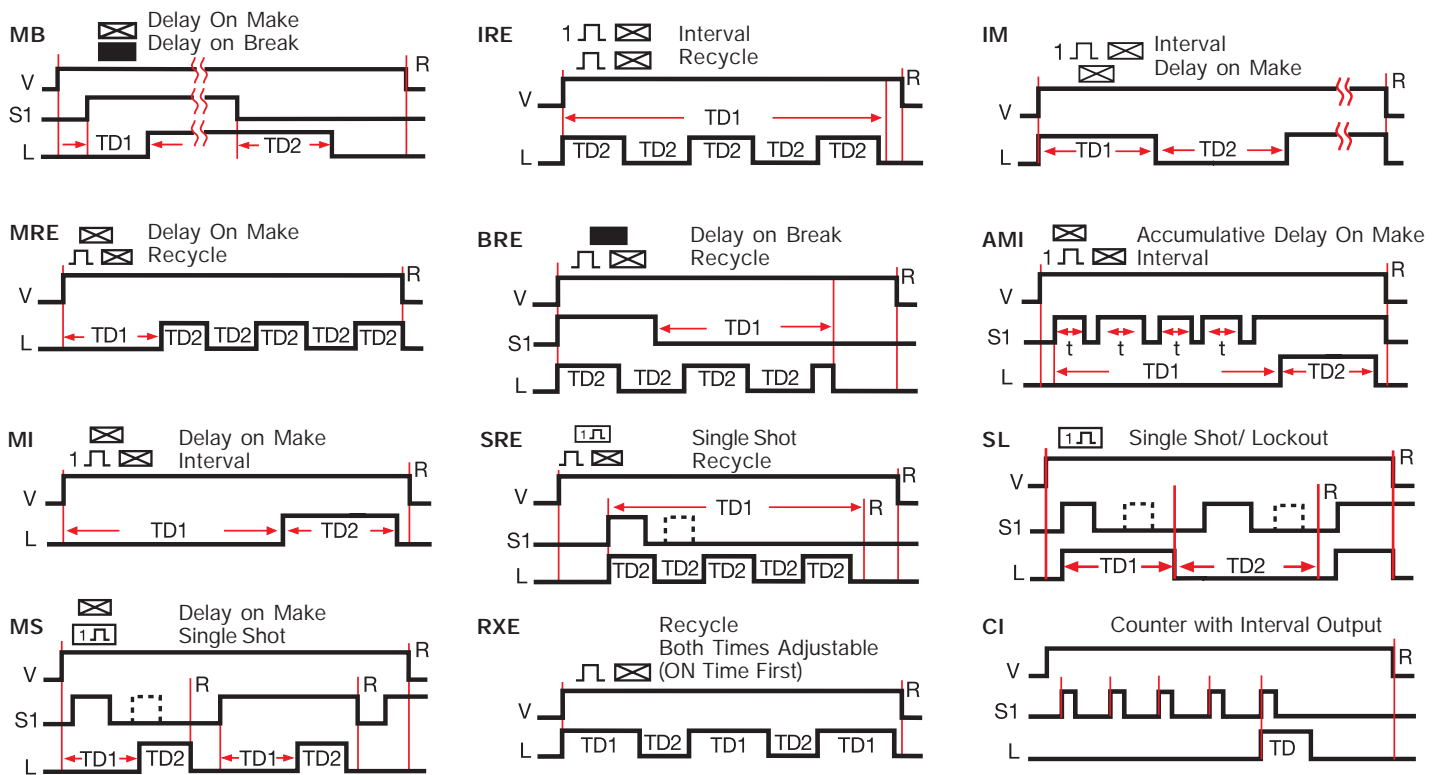 MB
Delay On Make
Delay on Break
R
V
S1
TD1
TD2
L
IRE
1
Interval
Recycle
R
V
TD1
L
TD2 TD2 TD2 TD2 TD2
IM
1
Interval
Delay on Make
R
V
L
TD1 TD2
MRE
Delay On Make
Recycle
R
V
L
TD1 TD2 TD2 TD2 TD2 TD2
BRE
Delay on Break
Recycle
R
V
S1
TD1
L
TD2 TD2 TD2 TD2
AMI
Accumulative Delay On Make
1
Interval
R
V
S1
t t t t
L
TD1 TD2
MI
Delay on Make
1
Interval
R
V
L
TD1 TD2
SRE
1
Single Shot
Recycle
R
V
TD1
R
S1
L
TD2 TD2 TD2 TD2 TD2
SL
1
Single Shot/ Lockout
R
V
R
S1
L
TD1 TD2
MS
Delay on Make
1
Single Shot
R
V
R
R
S1
L
TD1 TD2 TD1 TD2
RXE
Recycle
Both Times Adjustable
(ON Time First)
R
V
L
TD1 TD2 TD1 TD2 TD1
CI
Counter with Interval Output
R
V
S1
L
TD